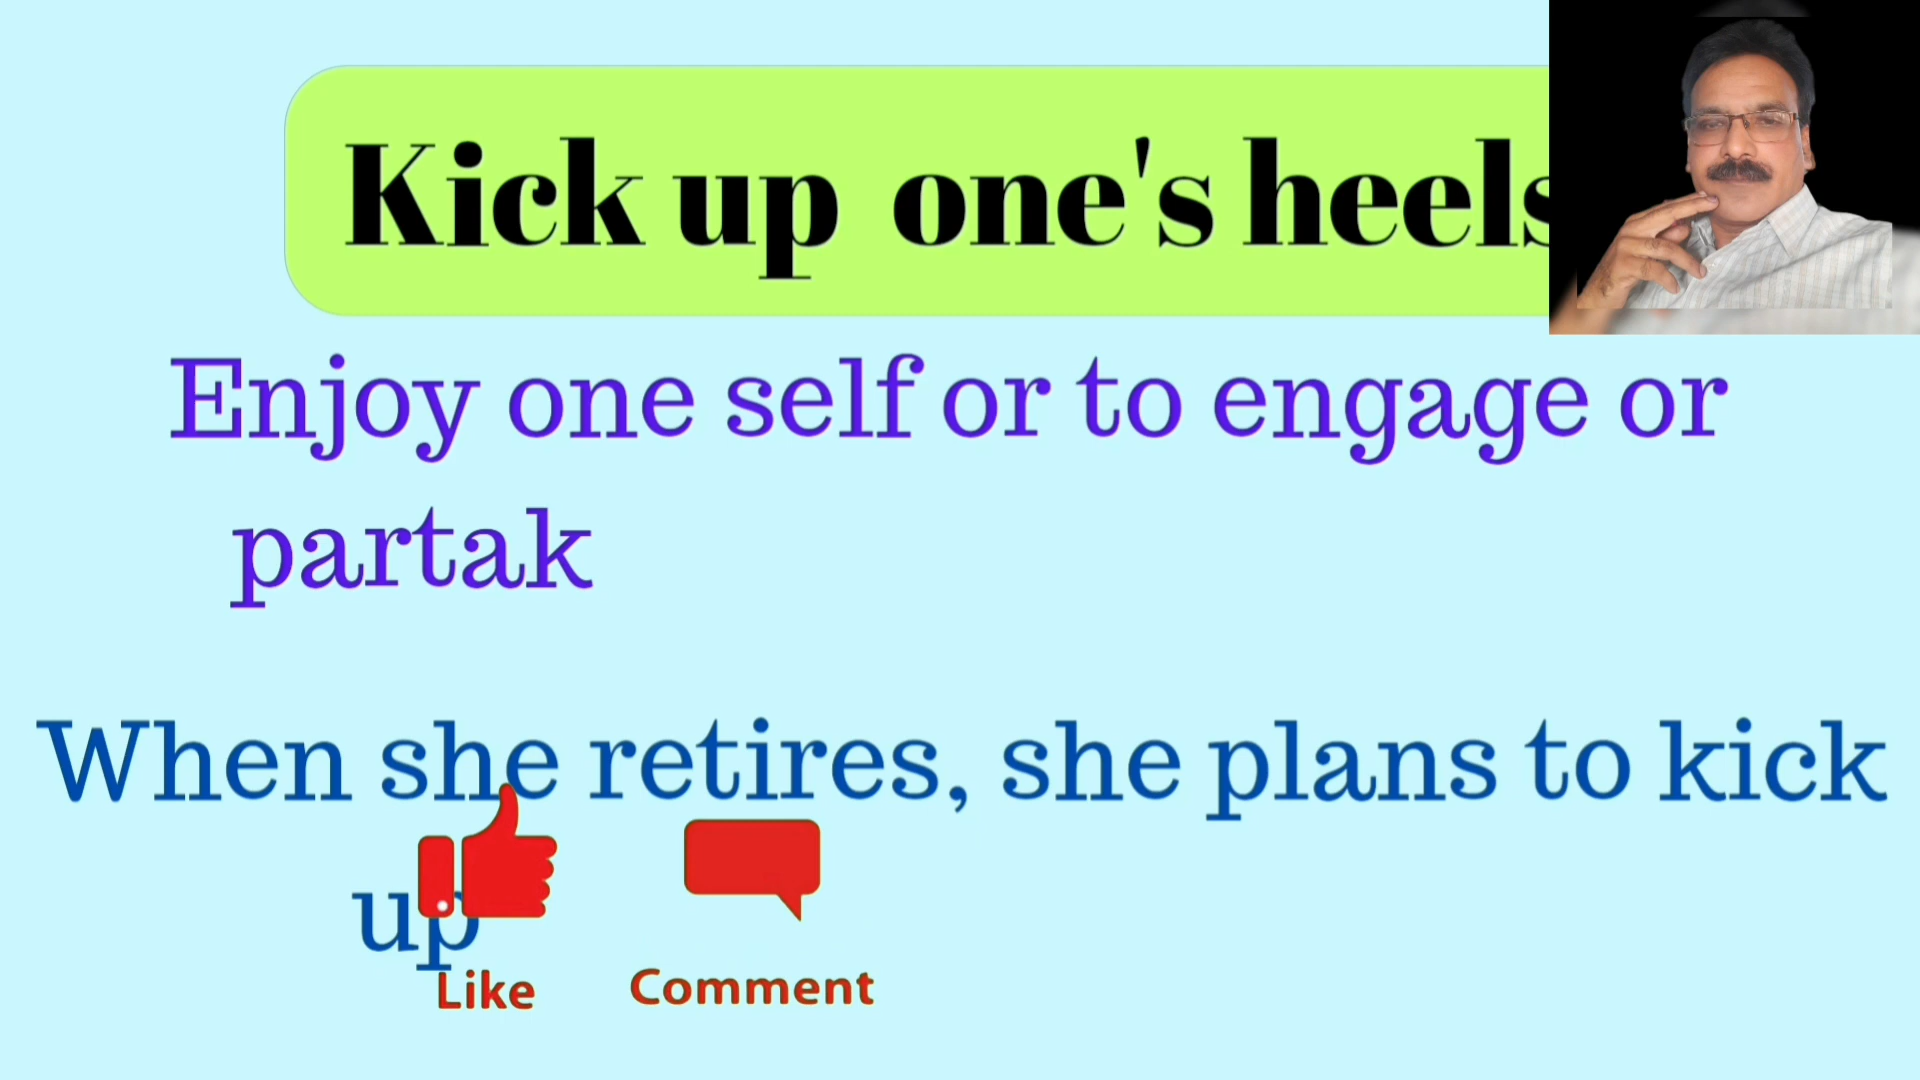 Kick up one's heels
Enjoy one self or to engage or
partak
When she retires, she plans to kick
up
Like
Comment